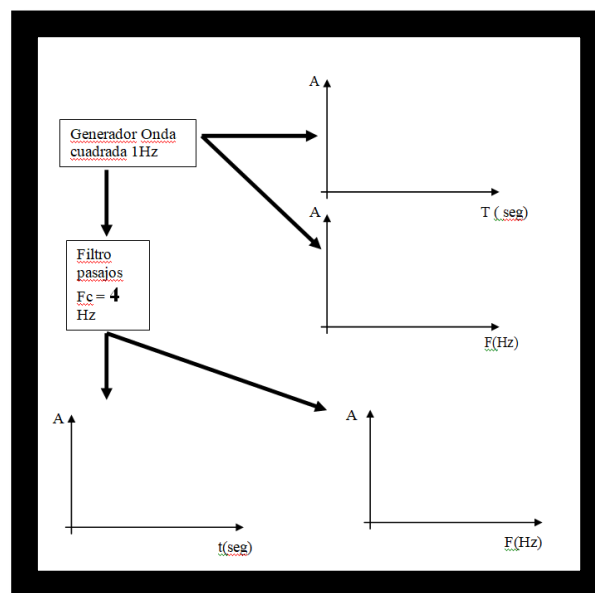 A
Generador Onda
cuadrada 1Hz
T ( seg)
A
Filtro
pasajos
Fc = 4
Hz
F(Hz)
A
A
t(seg)
F(Hz)